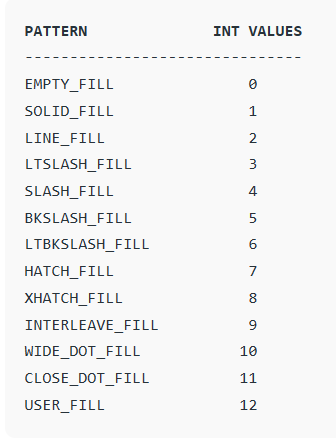 PATTERN INT VALUES
-------------------------------
EMPTY_FILL 0
SOLID_FILL 1
LINE_FILL 2
LTSLASH_FILL 3
SLASH_FILL 4
BKSLASH_FILL 5
LTBKSLASH_FILL 6
HATCH_FILL 7
XHATCH_FILL 8
INTERLEAVE_FILL 9
WIDE_DOT_FILL 10
CLOSE_DOT_FILL 11
USER_FILL 12